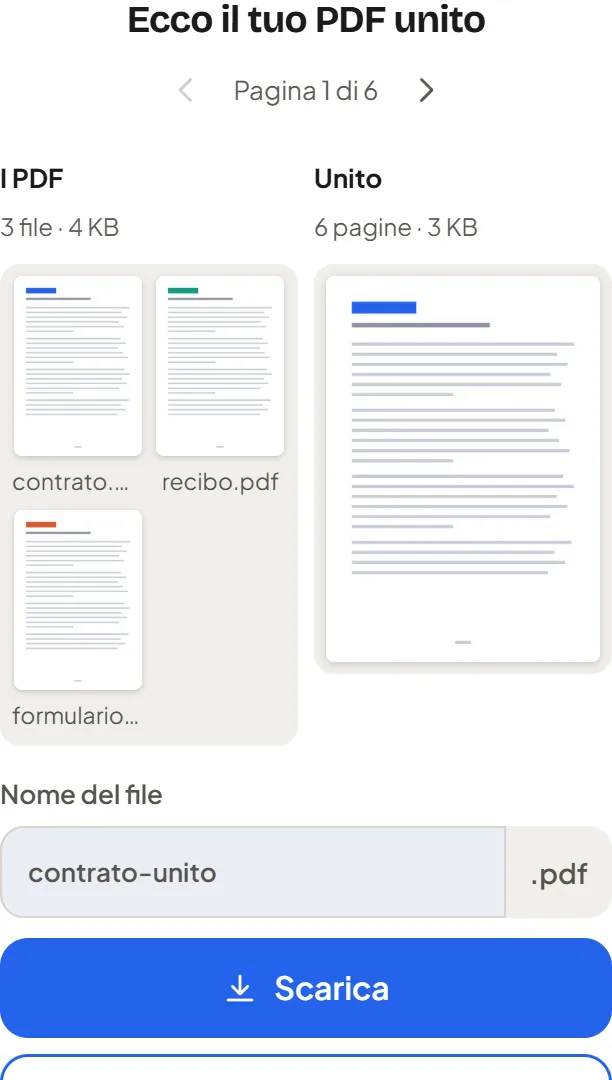 Ecco il tuo PDF unito
Pagina 1 di 6
I PDF
3 file · 4 KB
contrato.…
recibo.pdf
formulario…
Unito
6 pagine · 3 KB
Nome del file
contrato-unito
.pdf
Scarica